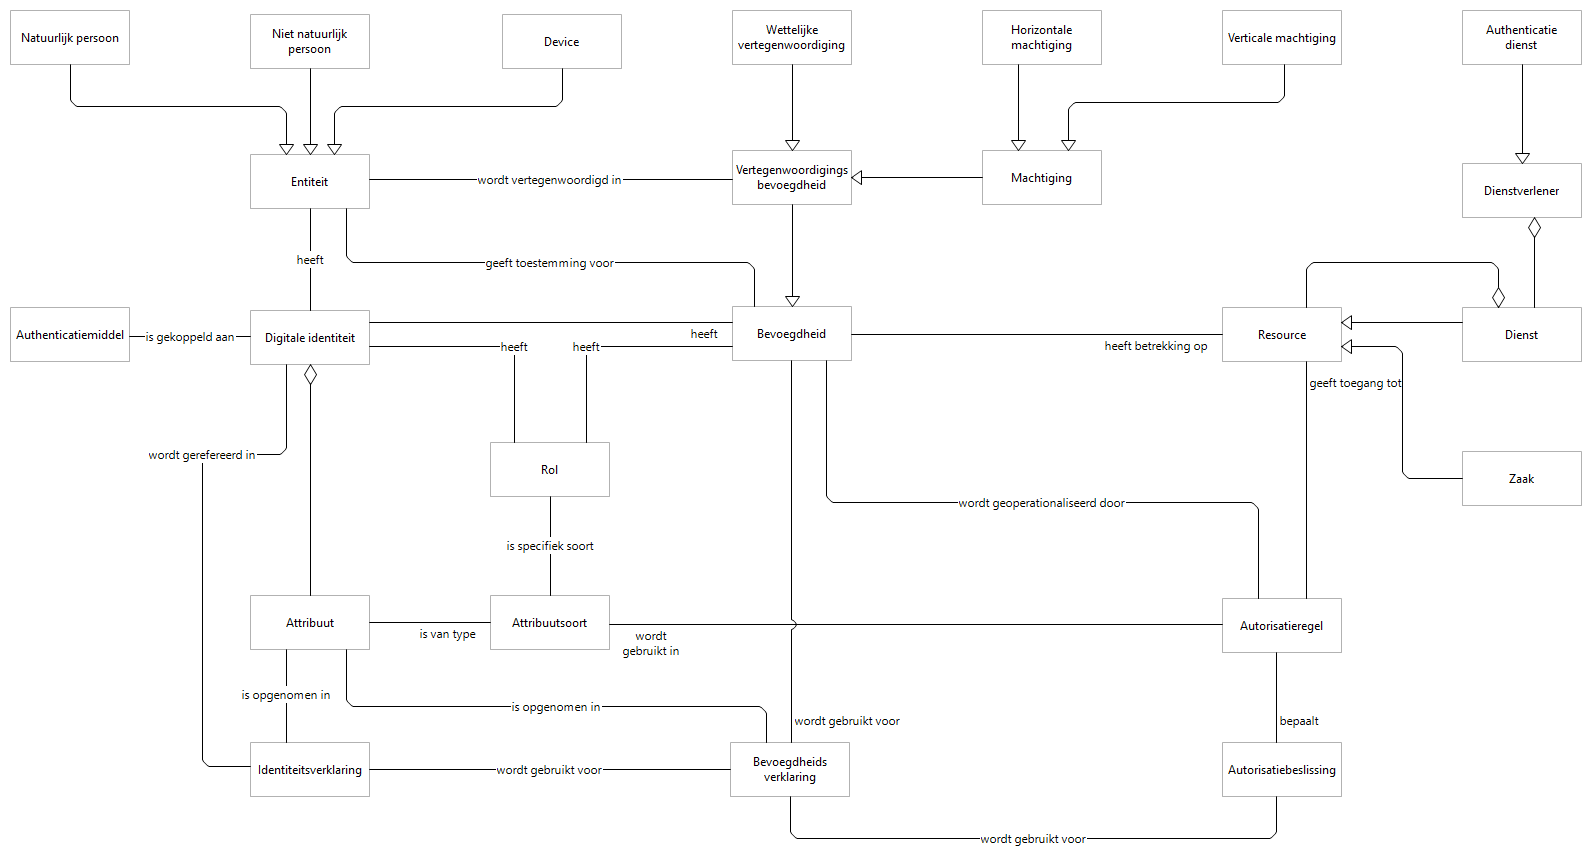 Natuurlijk persoon
Niet natuurlijk
persoon
Device
Wettelijke
vertegenwoordiging
Horizontale
machtiging
Verticale machtiging
Authenticatie
dienst
Entiteit
wordt vertegenwoordigd in
Vertegenwoordigings
bevoegdheid
Machtiging
Dienstverlener
heeft
geeft toestemming voor
Authenticatiemiddel
is gekoppeld aan
Digitale identiteit
heeft
Bevoegdheid
heeft betrekking op
Resource
Dienst
heeft
heeft
geeft toegang tot
wordt gerefereerd in
Rol
Zaak
wordt geoperationaliseerd door
is specifiek soort
Attribuut
is van type
Attribuutsoort
wordt
gebruikt in
Autorisatieregel
is opgenomen in
is opgenomen in
wordt gebruikt voor
bepaalt
Identiteitsverklaring
wordt gebruikt voor
Bevoegdheids
verklaring
Autorisatiebeslissing
wordt gebruikt voor